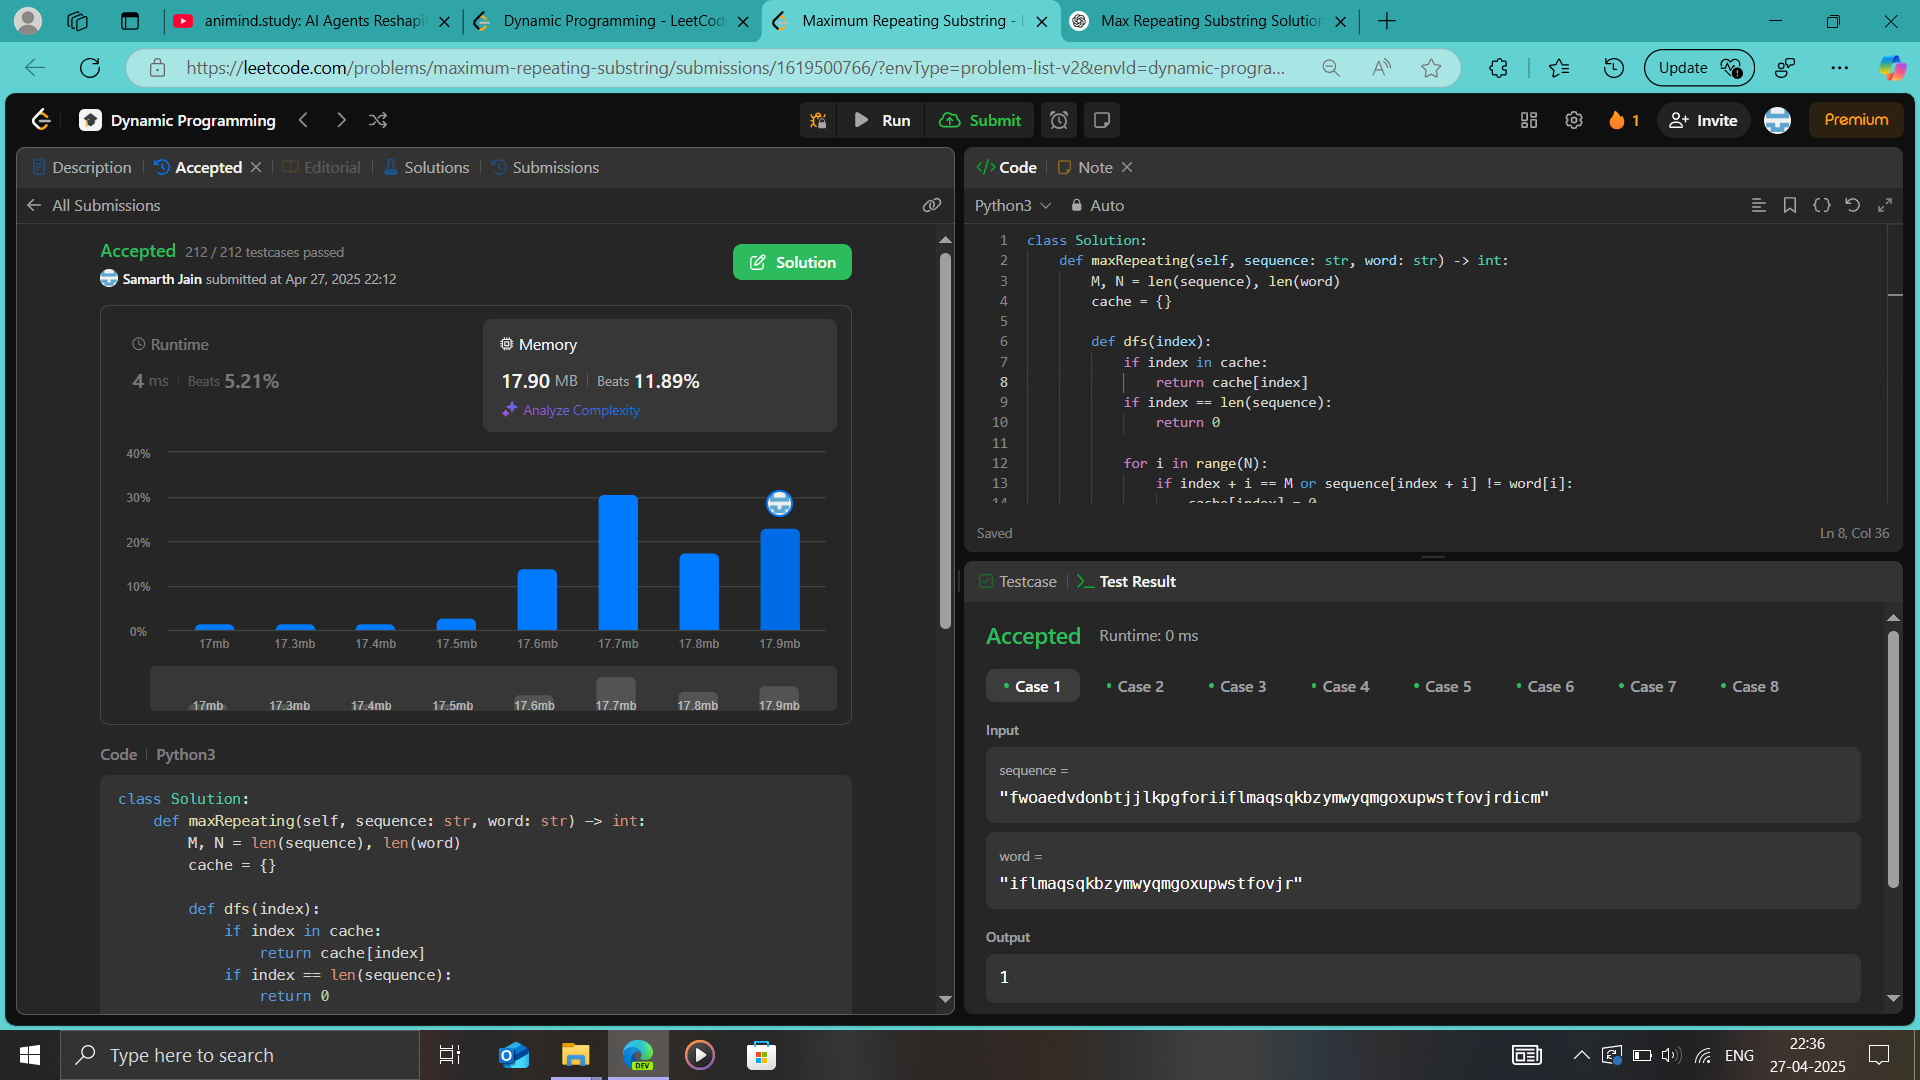 animind.study: AI Agents Reshapi
Dynamic Programming - LeetCod
Maximum Repeating Substring - L
Max Repeating Substring Solution
https://leetcode.com/problems/maximum-repeating-substring/submissions/1619500766/?envType=problem-list-v2&envId=dynamic-progra...
Update
Dynamic Programming
Run
Submit
1
Invite
Premium
Description
Accepted
Editorial
Solutions
Submissions
All Submissions
Accepted 212 / 212 testcases passed
Samarth Jain submitted at Apr 27, 2025 22:12
Solution
Runtime
4 ms Beats 5.21%
Memory
17.90 MB Beats 11.89%
Analyze Complexity
40%
30%
20%
10%
0%
17mb 17.3mb 17.4mb 17.5mb 17.6mb 17.7mb 17.8mb 17.9mb
17mb 17.3mb 17.4mb 17.5mb 17.6mb 17.7mb 17.8mb 17.9mb
Code Python3
class Solution:
def maxRepeating(self, sequence: str, word: str) -> int:
M, N = len(sequence), len(word)
cache = {}
def dfs(index):
if index in cache:
return cache[index]
if index == len(sequence):
return 0
</> Code
Note
Python3
Auto
1 class Solution:
2 def maxRepeating(self, sequence: str, word: str) -> int:
3 M, N = len(sequence), len(word)
4 cache = {}
5
6 def dfs(index):
7 if index in cache:
8 return cache[index]
9 if index == len(sequence):
10 return 0
11
12 for i in range(N):
13 if index + i == M or sequence[index + i] != word[i]:
14 cache[index] = 0
Saved
Ln 8, Col 36
Testcase
Test Result
Accepted Runtime: 0 ms
Case 1 Case 2 Case 3 Case 4 Case 5 Case 6 Case 7 Case 8
Input
sequence =
"fwoaedvdonbtjjlkpgforiiflmaqsqkbzymwyqmgoxupwstfovjrdicm"
word =
"iflmaqsqkbzymwyqmgoxupwstfovjr"
Output
1
Type here to search
DEV
ENG
22:36
27-04-2025